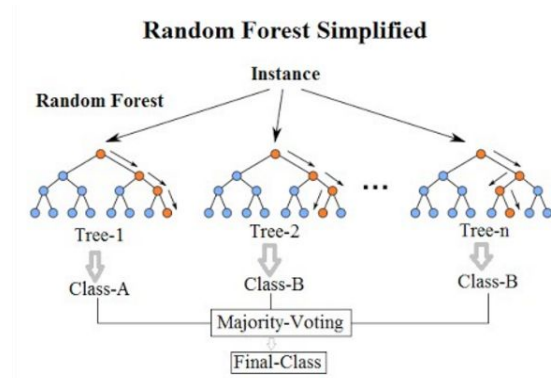 Random Forest Simplified
Instance
Random Forest
...
Tree-1
Tree-2
Tree-n
Class-A
Class-B
Class-B
Majority-Voting
Final-Class